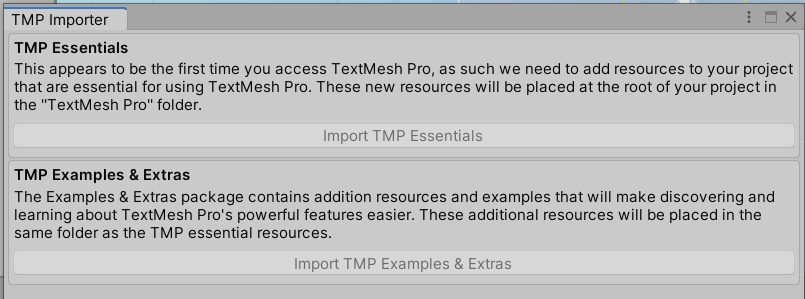 TMP Importer
TMP Essentials
This appears to be the first time you access TextMesh Pro, as such we need to add resources to your project
that are essential for using TextMesh Pro. These new resources will be placed at the root of your project in
the "TextMesh Pro" folder.
Import TMP Essentials
TMP Examples & Extras
The Examples & Extras package contains addition resources and examples that will make discovering and
learning about TextMesh Pro's powerful features easier. These additional resources will be placed in the
same folder as the TMP essential resources.
Import TMP Examples & Extras